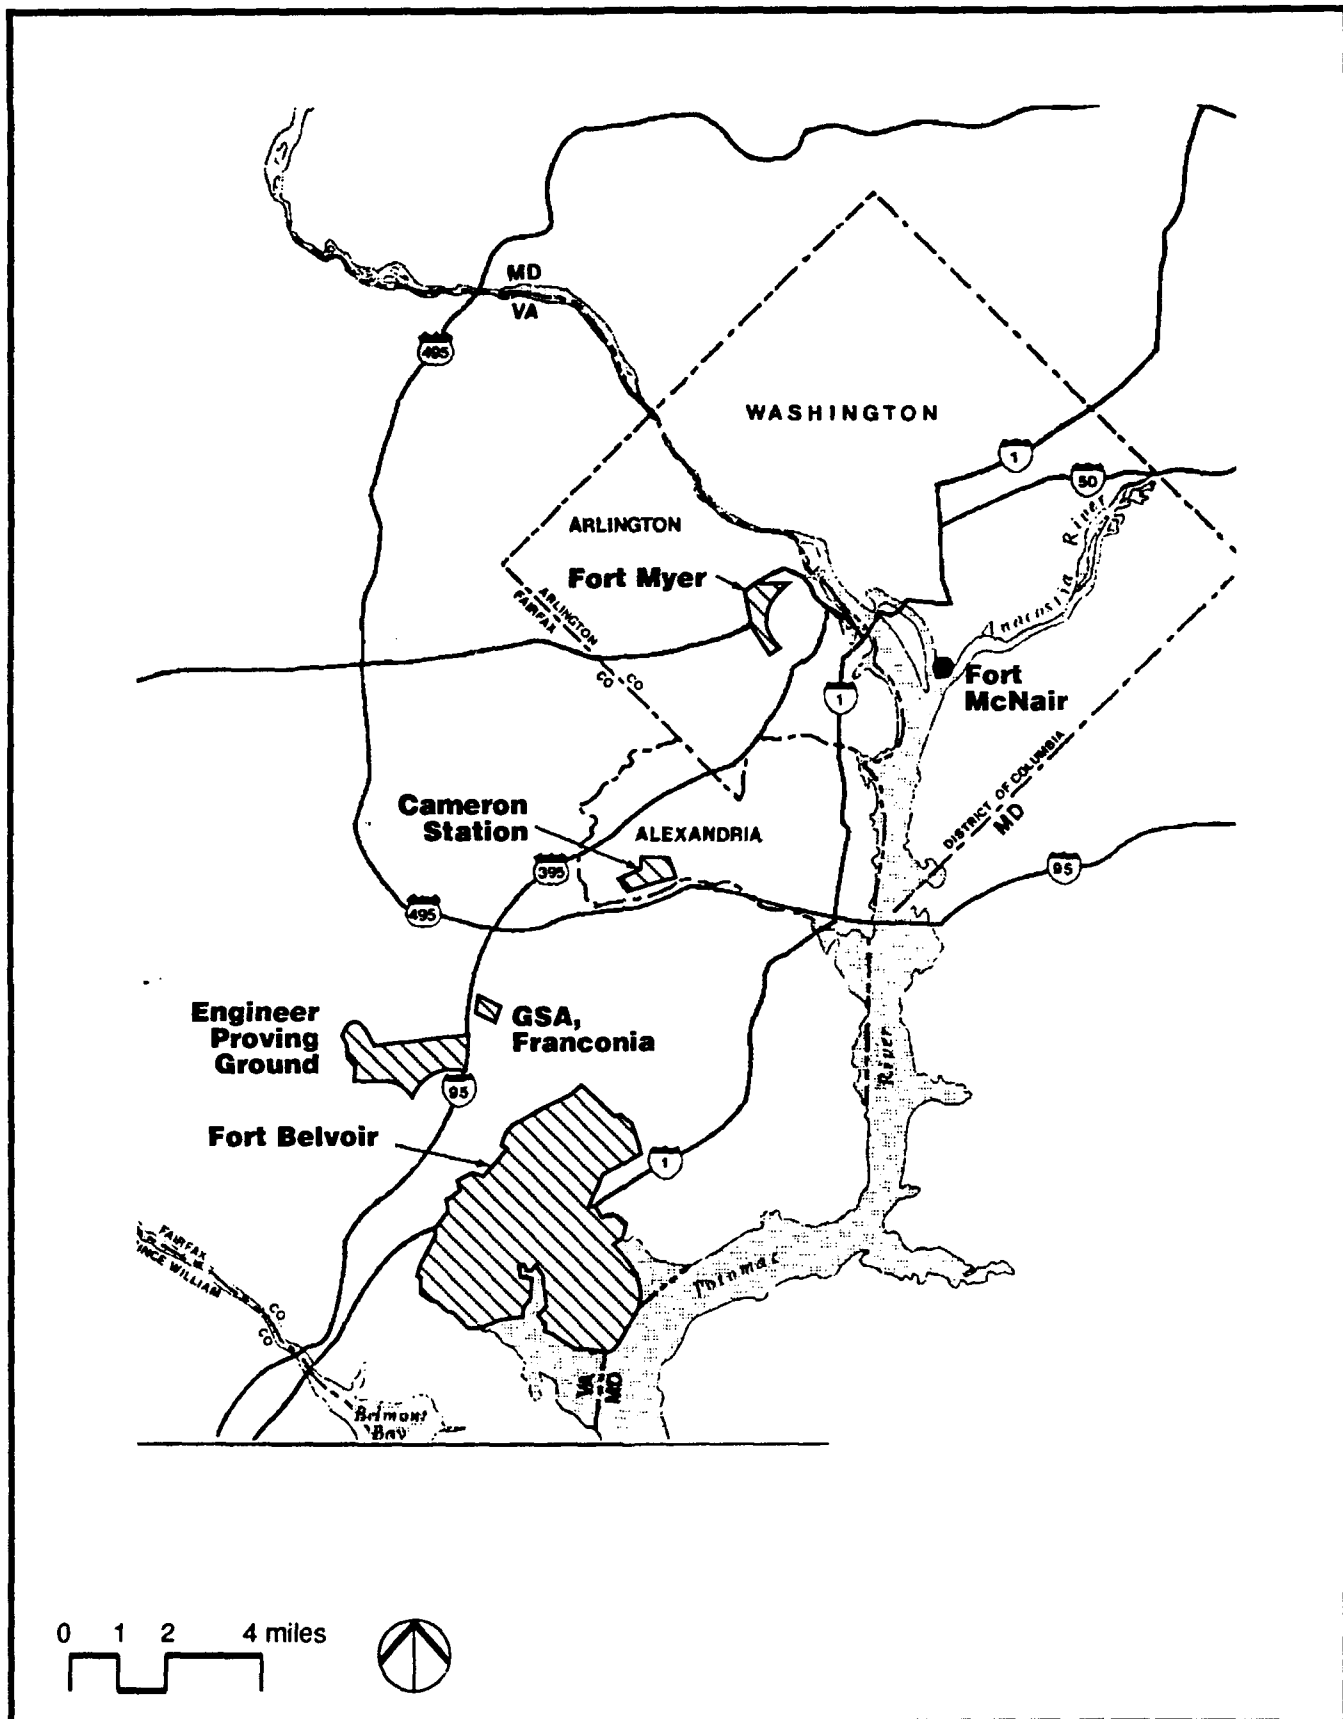 MD
VA
495
WASHINGTON
1
50
River
ARLINGTON
Fort Myer
ARLINGTON
FAIRFAX
CO
CO
Anacostia
Fort
McNair
1
DISTRICT OF COLUMBIA
MD
Cameron
Station
ALEXANDRIA
395
95
495
Engineer
Proving
Ground
GSA,
Franconia
River
95
Fort Belvoir
1
FAIRFAX
INCE WILLIAM
CO
CO
Potomac
VA
MD
Belmont
Bay
0 1 2 4 miles